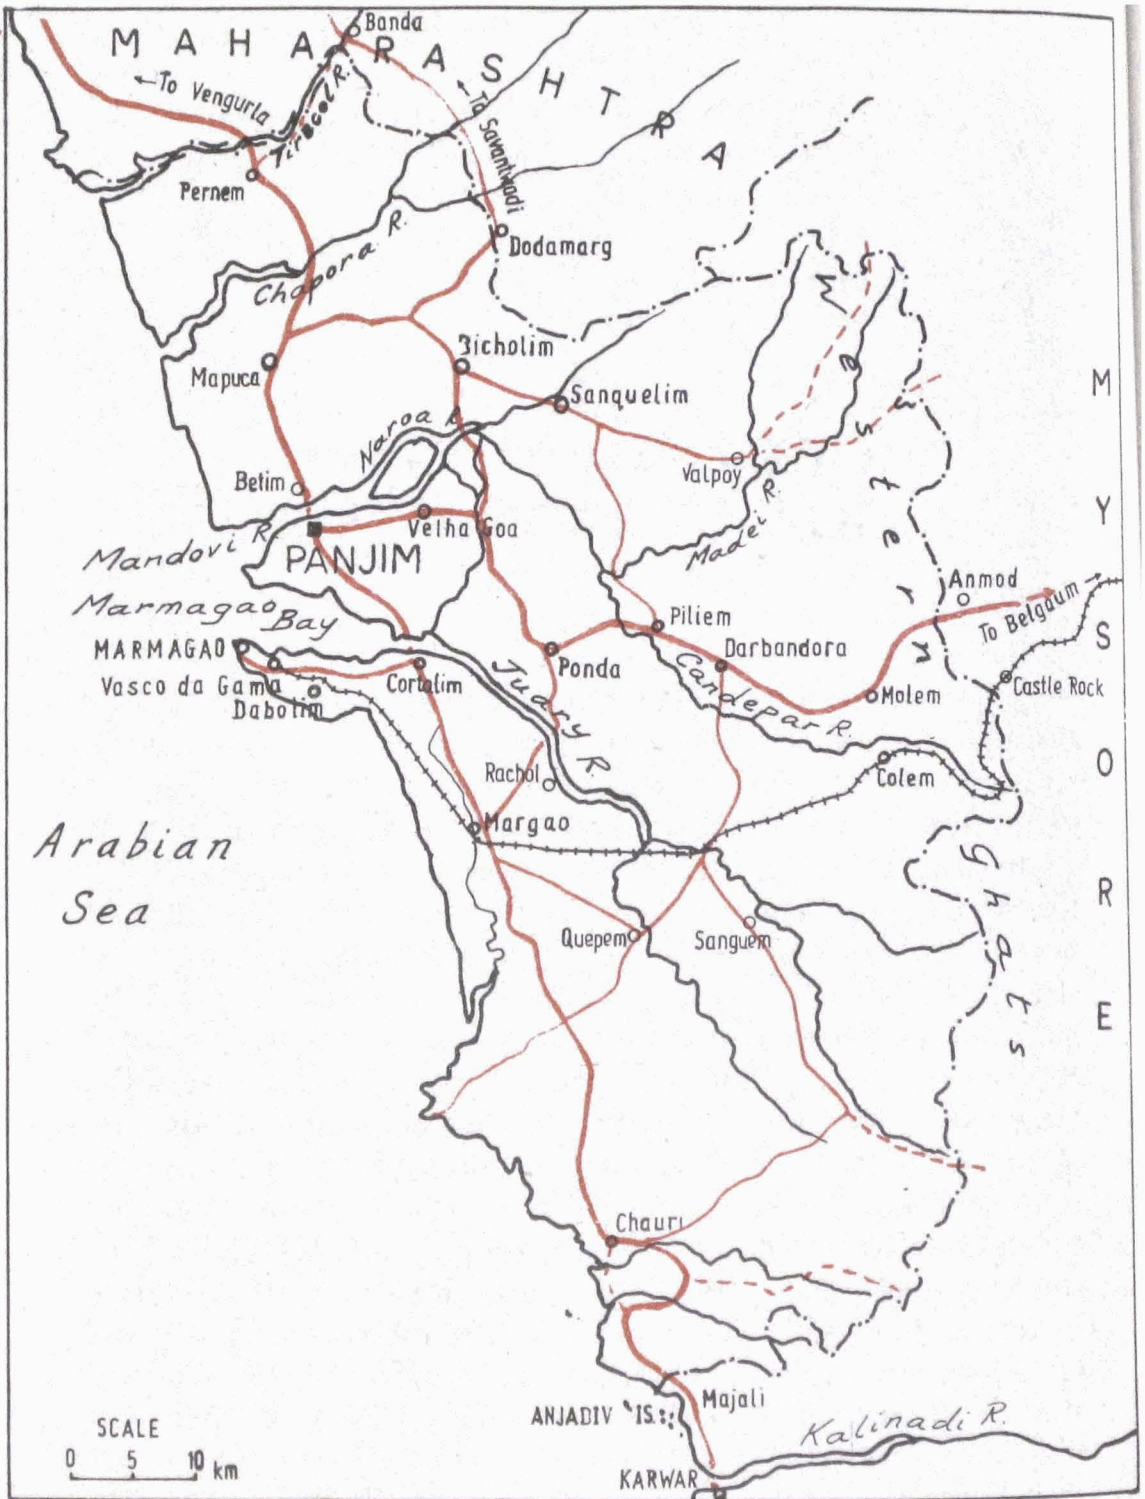 Banda
MAHARASHTRA
←To Vengurla
Tiracol R.
←To Savantwadi
Pernem
Dodamarg
Chapora R.
Bicholim
Mapuca
Sanquelim
Naroa R.
Valpoy
Betim
Velha Goa
Madei R.
Mandovi R.
PANJIM
Marmagao Bay
Anmod
To Belgaum→
Piliem
MARMAGAO
Ponda
Darbandora
Vasco da Gama
Cortalim
Molem
Castle Rock
Dabolim
Juary R.
Candepar R.
Rachol
Colem
Margao
Arabian
Sea
Quepem
Sanguem
Western Ghats
MYSORE
Chauri
Majali
ANJADIV IS.
Kalinadi R.
KARWAR
SCALE
0 5 10 km